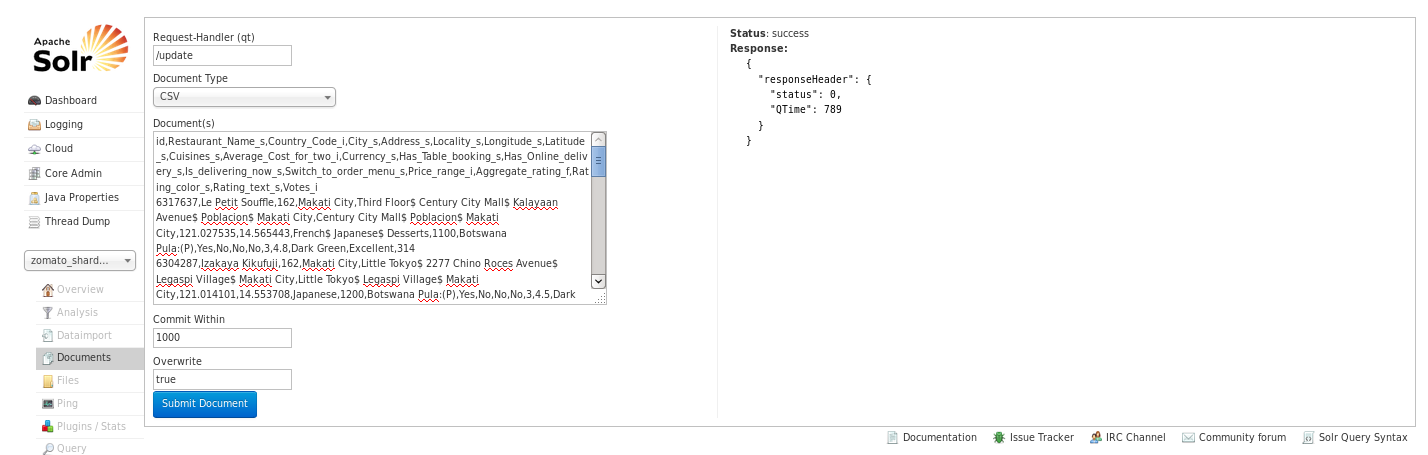 Apache
Solr
Dashboard
Logging
Cloud
Core Admin
Java Properties
Thread Dump
zomato_shard...
Overview
Analysis
Dataimport
Documents
Files
Ping
Plugins / Stats
Query
Request-Handler (qt)
/update
Document Type
CSV
Document(s)
id,Restaurant_Name_s,Country_Code_i,City_s,Address_s,Locality_s,Longitude_s,Latitude
_s,Cuisines_s,Average_Cost_for_two_i,Currency_s,Has_Table_booking_s,Has_Online_deliv
ery_s,Is_delivering_now_s,Switch_to_order_menu_s,Price_range_i,Aggregate_rating_f,Rat
ing_color_s,Rating_text_s,Votes_i
6317637,Le Petit Souffle,162,Makati City,Third Floor$ Century City Mall$ Kalayaan
Avenue$ Poblacion$ Makati City,Century City Mall$ Poblacion$ Makati
City,121.027535,14.565443,French$ Japanese$ Desserts,1100,Botswana
Pula:(P),Yes,No,No,No,3,4.8,Dark Green,Excellent,314
6304287,Izakaya Kikufuji,162,Makati City,Little Tokyo$ 2277 Chino Roces Avenue$
Legaspi Village$ Makati City,Little Tokyo$ Legaspi Village$ Makati
City,121.014101,14.553708,Japanese,1200,Botswana Pula:(P),Yes,No,No,No,3,4.5,Dark
Commit Within
1000
Overwrite
true
Submit Document
Status: success
Response:
{
"responseHeader": {
"status": 0,
"QTime": 789
}
}
Documentation
Issue Tracker
IRC Channel
Community forum
Solr Query Syntax